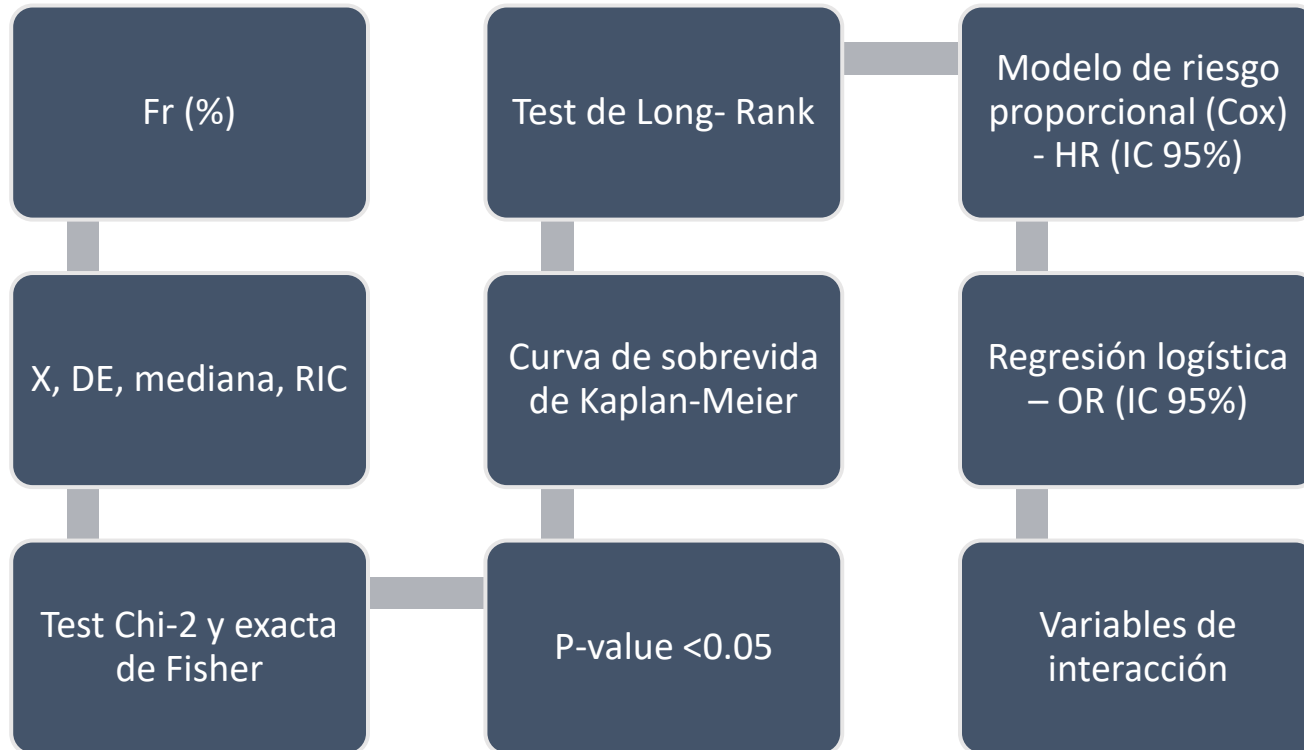 Fr (%)
X, DE, mediana, RIC
Test Chi-2 y exacta
de Fisher
P-value <0.05
Curva de sobrevida
de Kaplan-Meier
Test de Long- Rank
Modelo de riesgo
proporcional (Cox)
- HR (IC 95%)
Regresión logística
– OR (IC 95%)
Variables de
interacción